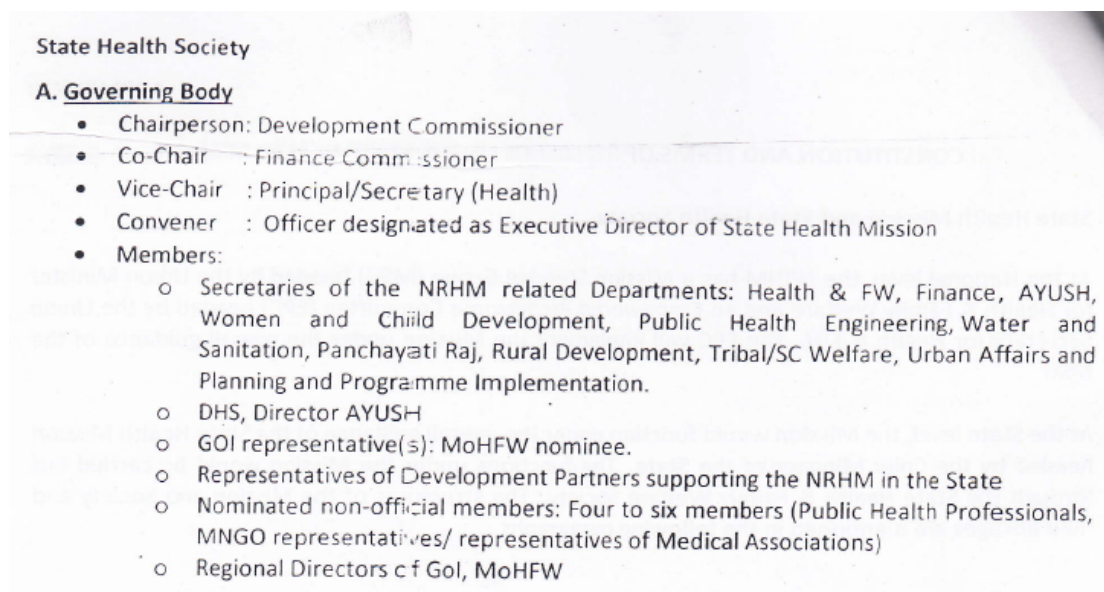 State Health Society
A. Governing Body
• Chairperson: Development Commissioner
• Co-Chair : Finance Commissioner
• Vice-Chair : Principal/Secretary (Health)
• Convener : Officer designated as Executive Director of State Health Mission
• Members:
o Secretaries of the NRHM related Departments: Health & FW, Finance, AYUSH,
Women and Child Development, Public Health Engineering, Water and
Sanitation, Panchayati Raj, Rural Development, Tribal/SC Welfare, Urban Affairs and
Planning and Programme Implementation.
o DHS, Director AYUSH
o GOI representative(s): MoHFW nominee.
o Representatives of Development Partners supporting the NRHM in the State
o Nominated non-official members: Four to six members (Public Health Professionals,
MNGO representatives/ representatives of Medical Associations)
o Regional Directors of GoI, MoHFW